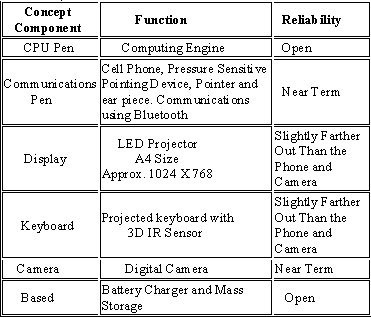 Concept Component Function Reliability
CPU Pen Computing Engine Open
Communications Pen Cell Phone, Pressure Sensitive Pointing Device, Pointer and ear piece. Communications using Bluetooth Near Term
Display LED Projector A4 Size Approx. 1024 X 768 Slightly Farther Out Than the Phone and Camera
Keyboard Projected keyboard with 3D IR Sensor Slightly Farther Out Than the Phone and Camera
Camera Digital Camera Near Term
Based Battery Charger and Mass Storage Open